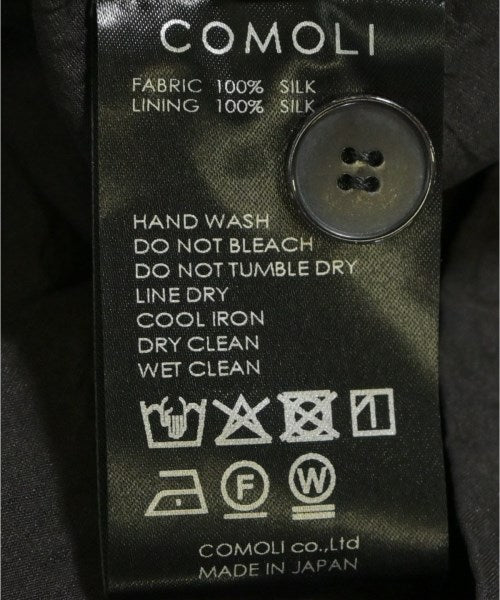 COMOLI
FABRIC 100% SILK
LINING 100% SILK
HAND WASH
DO NOT BLEACH
DO NOT TUMBLE DRY
LINE DRY
COOL IRON
DRY CLEAN
WET CLEAN
F W
COMOLI co.,Ltd
MADE IN JAPAN